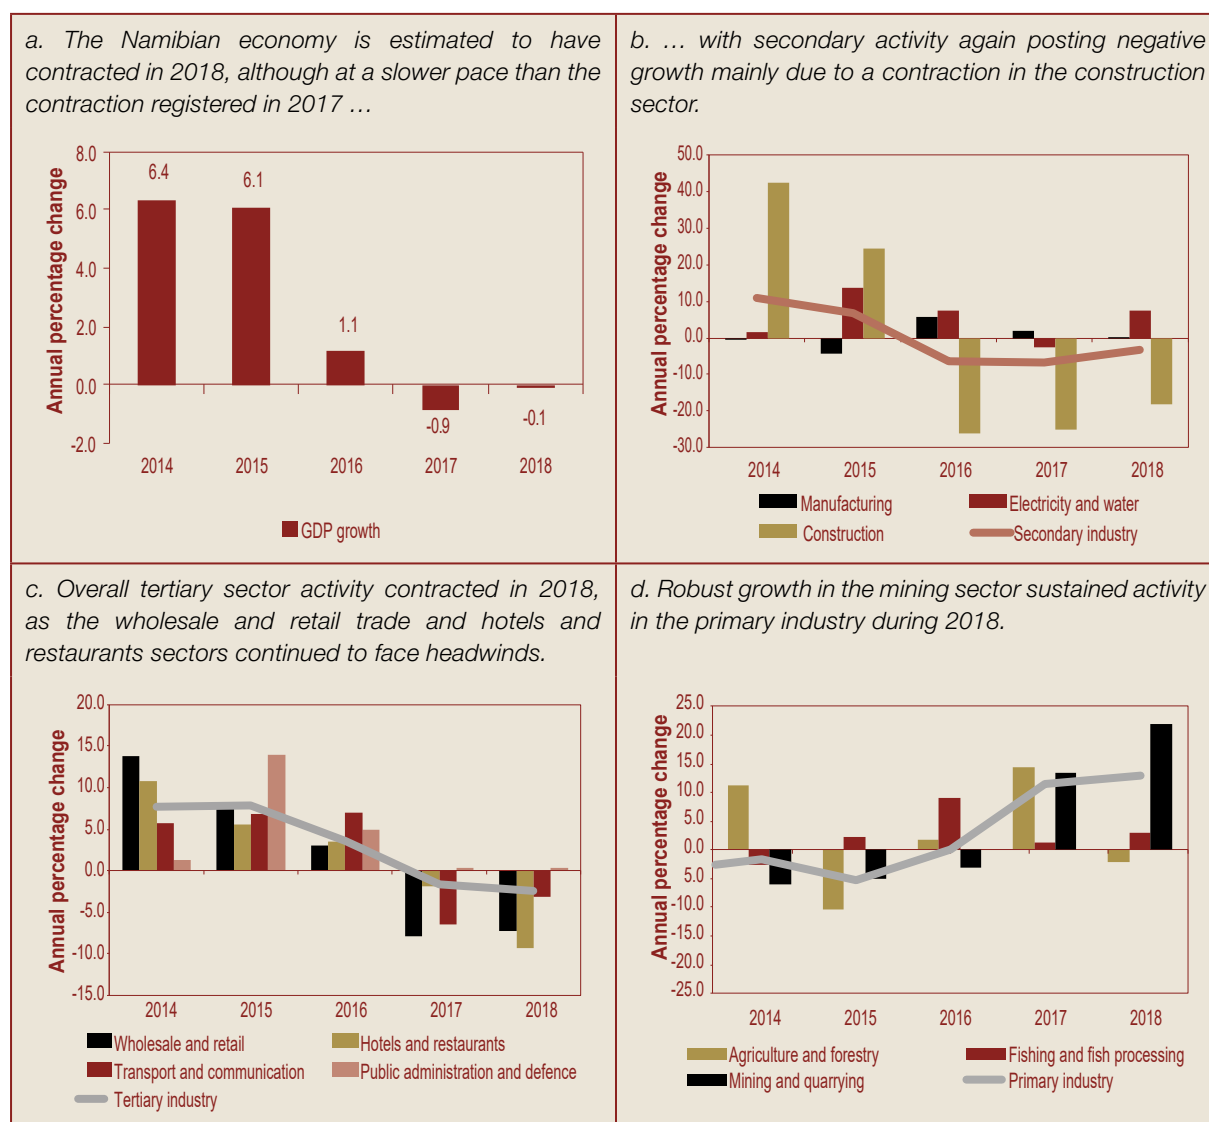 a. The Namibian economy is estimated to have
contracted in 2018, although at a slower pace than the
contraction registered in 2017 …
8.0
6.0
4.0
2.0
0.0
-2.0
Annual percentage change
6.4
6.1
1.1
-0.9
-0.1
2014 2015 2016 2017 2018
GDP growth
b. … with secondary activity again posting negative
growth mainly due to a contraction in the construction
sector.
50.0
40.0
30.0
20.0
10.0
0.0
-10.0
-20.0
-30.0
Annual percentage change
2014 2015 2016 2017 2018
Manufacturing Electricity and water
Construction Secondary industry
c. Overall tertiary sector activity contracted in 2018,
as the wholesale and retail trade and hotels and
restaurants sectors continued to face headwinds.
20.0
15.0
10.0
5.0
0.0
-5.0
-10.0
-15.0
Annual percentage change
2014 2015 2016 2017 2018
Wholesale and retail Hotels and restaurants
Transport and communication Public administration and defence
Tertiary industry
d. Robust growth in the mining sector sustained activity
in the primary industry during 2018.
25.0
20.0
15.0
10.0
5.0
0.0
-5.0
-10.0
-15.0
-20.0
-25.0
Annual percentage change
2014 2015 2016 2017 2018
Agriculture and forestry Fishing and fish processing
Mining and quarrying Primary industry